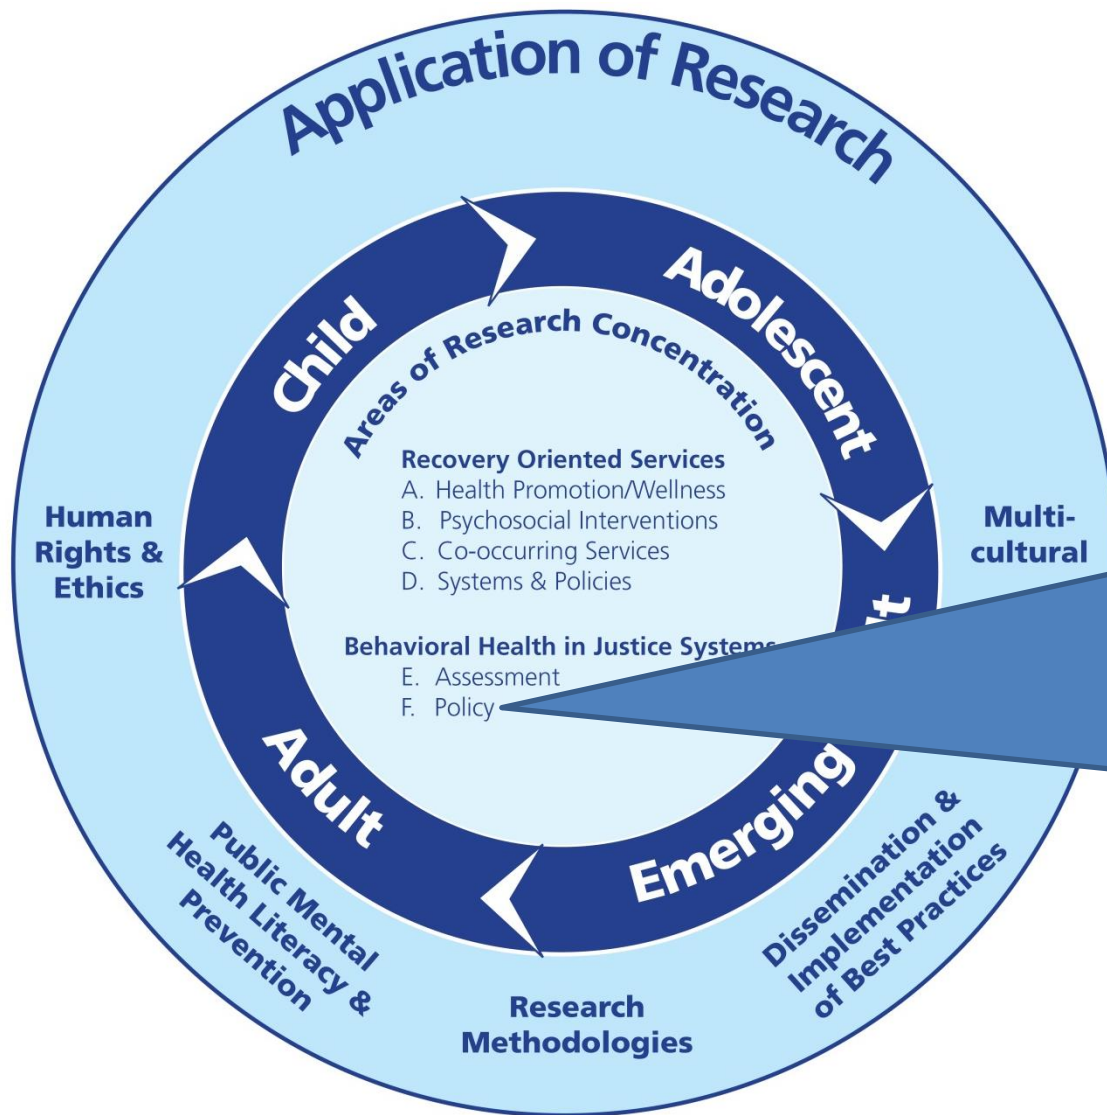 Application of Research
Child
Adolescent
Areas of Research Concentration
Recovery Oriented Services
A. Health Promotion/Wellness
B. Psychosocial Interventions
C. Co-occurring Services
D. Systems & Policies
Behavioral Health in Justice Systems
E. Assessment
F. Policy
Human
Rights &
Ethics
Multi-
cultural
Adult
Emerging
Public Mental
Health Literacy &
Prevention
Research
Methodologies
Dissemination &
Implementation
of Best Practices